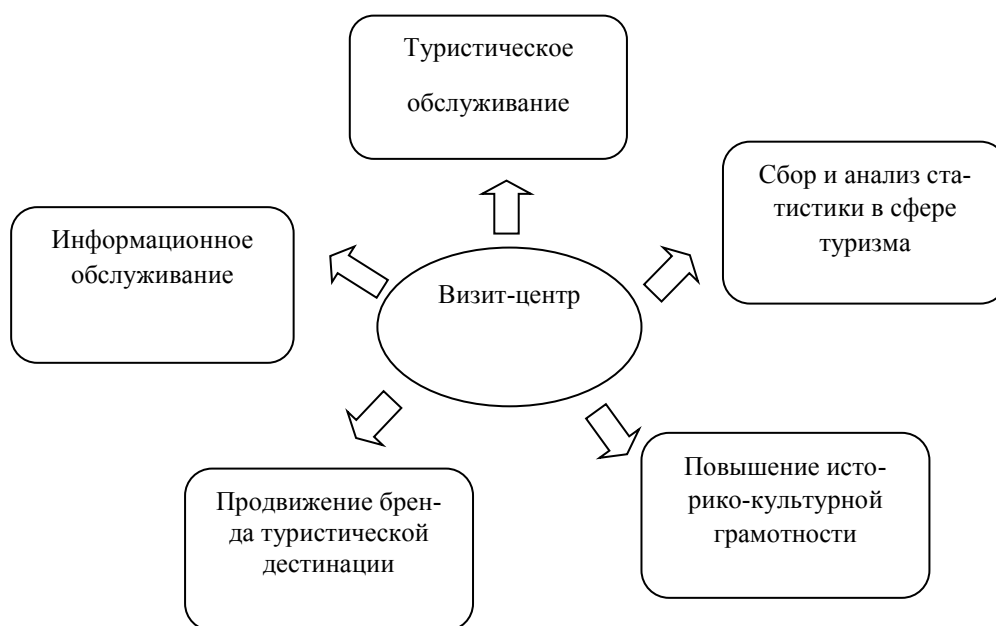 Туристическое
обслуживание
Сбор и анализ ста-
тистики в сфере
туризма
Информационное
обслуживание
Визит-центр
Повышение исто-
рико-культурной
грамотности
Продвижение брен-
да туристической
дестинации